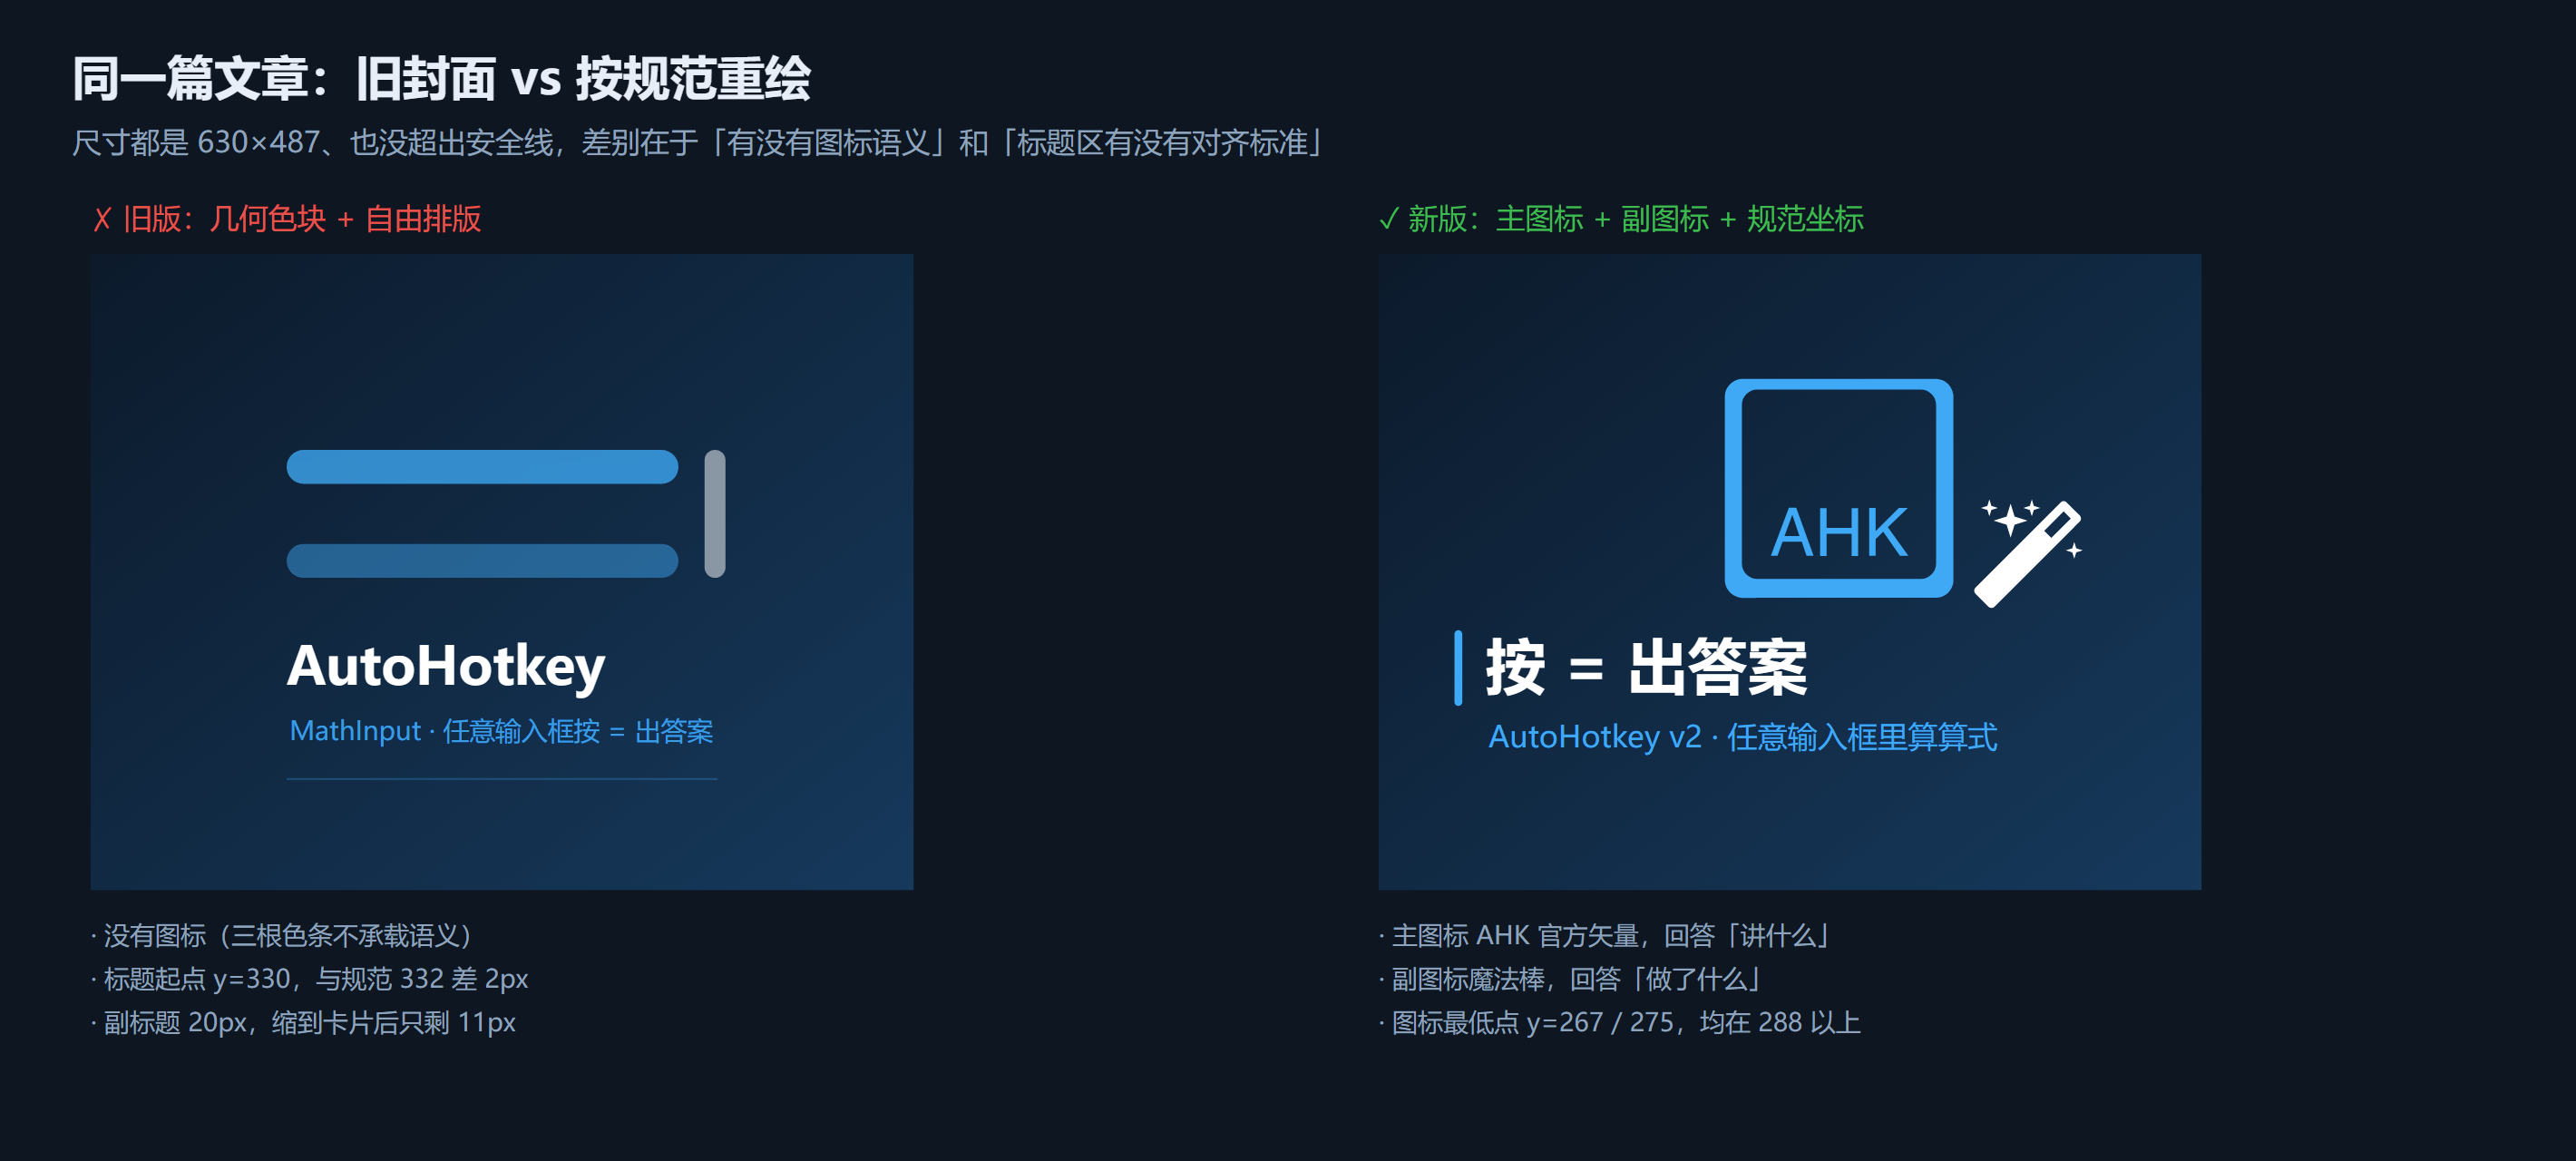 同一篇文章：旧封面 vs 按规范重绘
尺寸都是 630×487、也没超出安全线，差别在于「有没有图标语义」和「标题区有没有对齐标准」
✗ 旧版：几何色块 + 自由排版
AutoHotkey
MathInput · 任意输入框按 = 出答案
· 没有图标（三根色条不承载语义）
· 标题起点 y=330，与规范 332 差 2px
· 副标题 20px，缩到卡片后只剩 11px
✓ 新版：主图标 + 副图标 + 规范坐标
AHK
按 = 出答案
AutoHotkey v2 · 任意输入框里算算式
· 主图标 AHK 官方矢量，回答「讲什么」
· 副图标魔法棒，回答「做了什么」
· 图标最低点 y=267 / 275，均在 288 以上